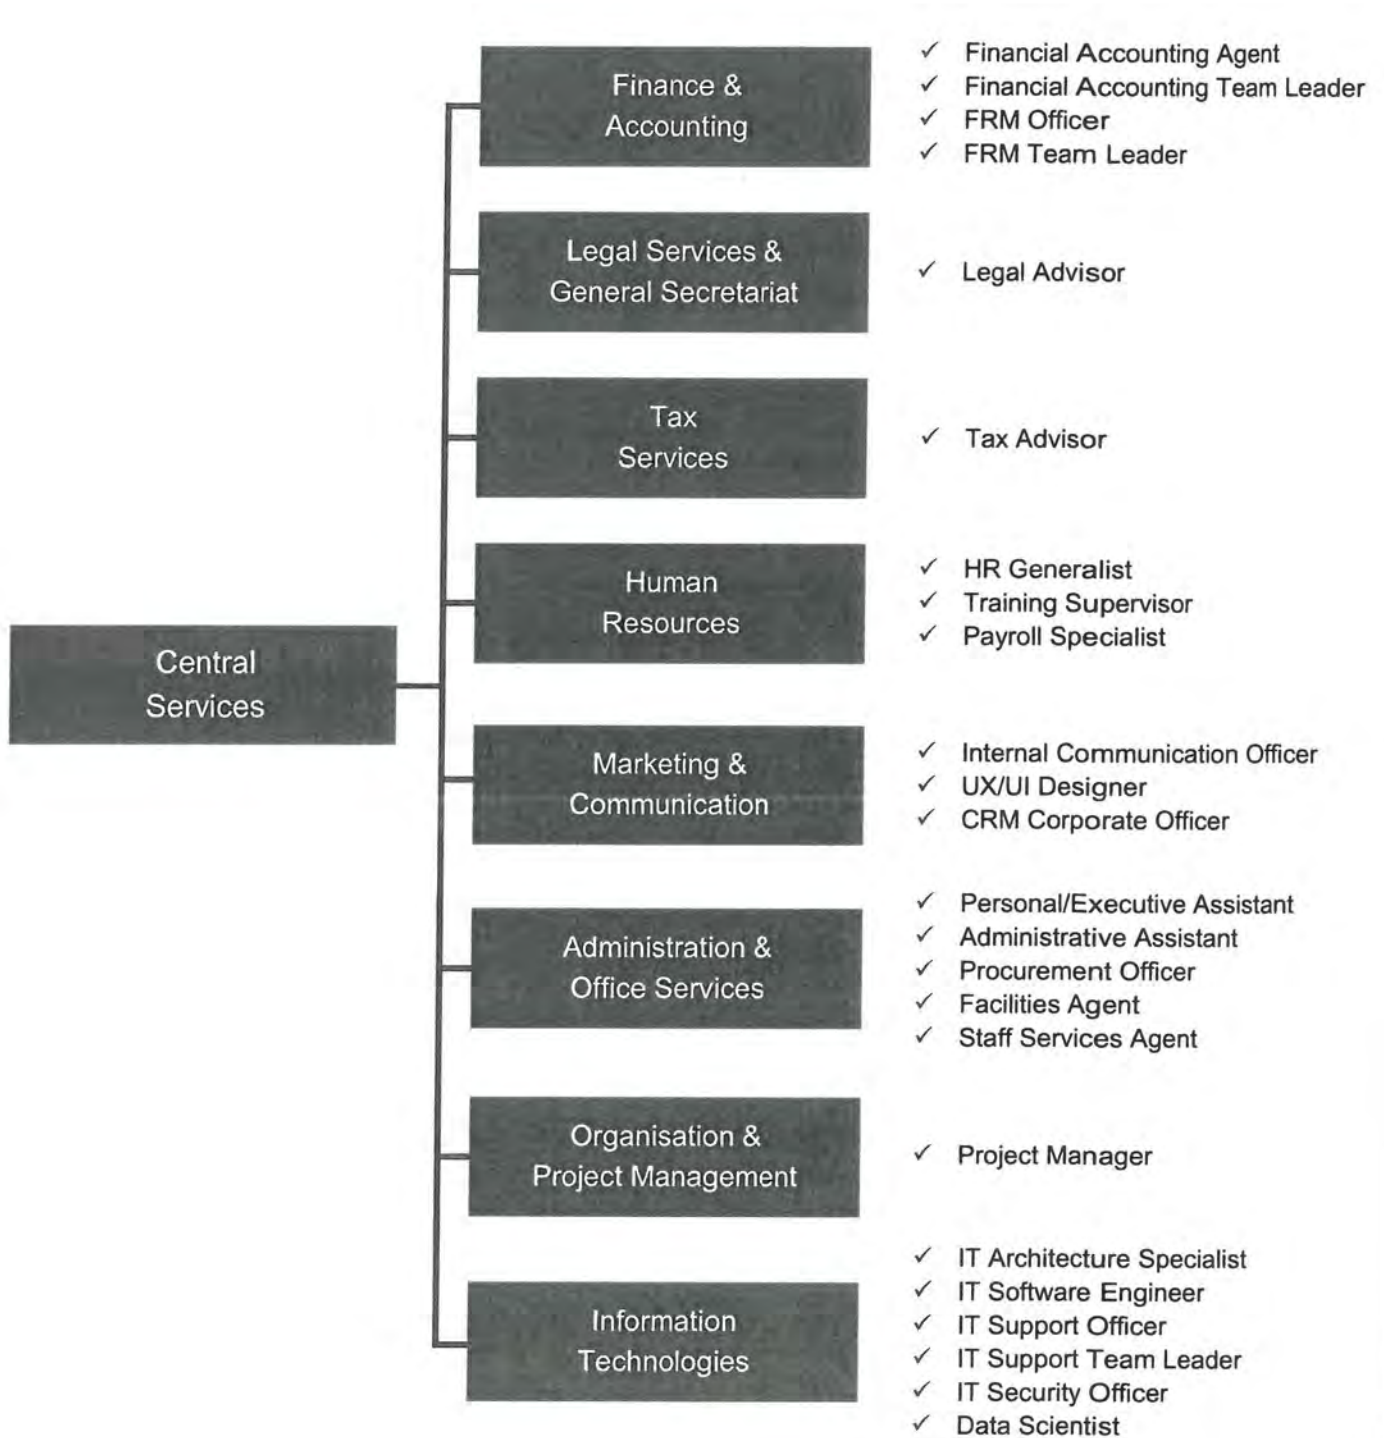 Finance &
Accounting
✓ Financial Accounting Agent
✓ Financial Accounting Team Leader
✓ FRM Officer
✓ FRM Team Leader
Legal Services &
General Secretariat
✓ Legal Advisor
Tax
Services
✓ Tax Advisor
Human
Resources
✓ HR Generalist
✓ Training Supervisor
✓ Payroll Specialist
Central
Services
Marketing &
Communication
✓ Internal Communication Officer
✓ UX/UI Designer
✓ CRM Corporate Officer
Administration &
Office Services
✓ Personal/Executive Assistant
✓ Administrative Assistant
✓ Procurement Officer
✓ Facilities Agent
✓ Staff Services Agent
Organisation &
Project Management
✓ Project Manager
Information
Technologies
✓ IT Architecture Specialist
✓ IT Software Engineer
✓ IT Support Officer
✓ IT Support Team Leader
✓ IT Security Officer
✓ Data Scientist